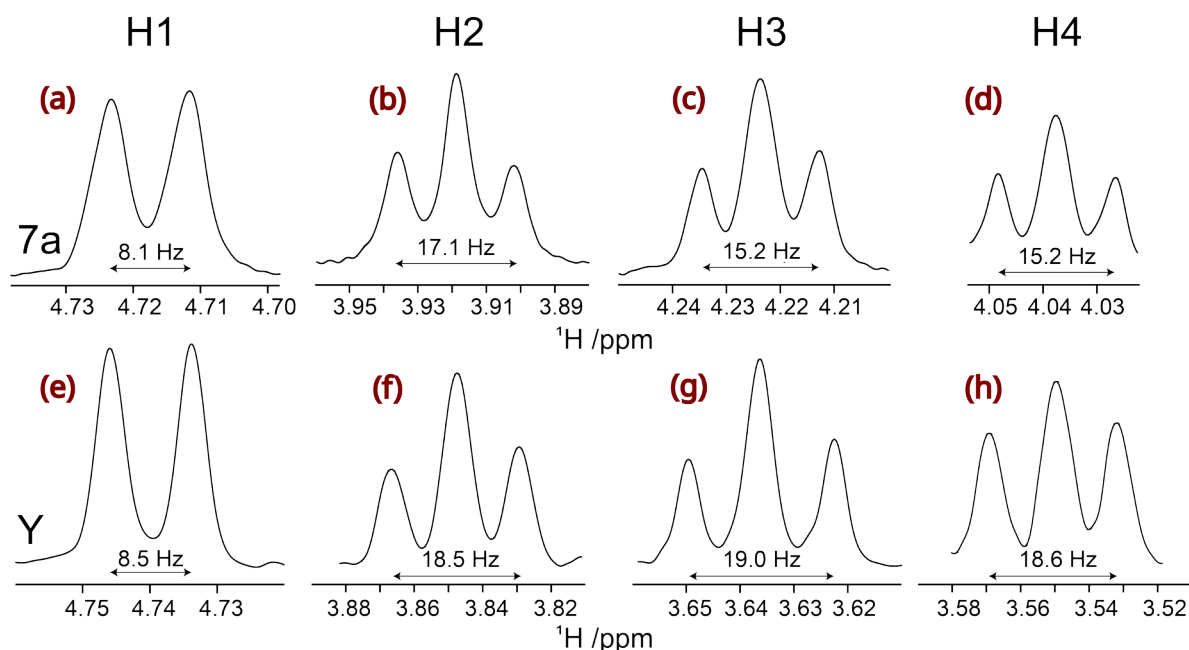 H1 H2 H3 H4
(a) (b) (c) (d)
7a
8.1 Hz 17.1 Hz 15.2 Hz 15.2 Hz
4.73 4.72 4.71 4.70 3.95 3.93 3.91 3.89 4.24 4.23 4.22 4.21 4.05 4.04 4.03
¹H /ppm
(e) (f) (g) (h)
Y
8.5 Hz 18.5 Hz 19.0 Hz 18.6 Hz
4.75 4.74 4.73 3.88 3.86 3.84 3.82 3.65 3.64 3.63 3.62 3.58 3.56 3.54 3.52
¹H /ppm